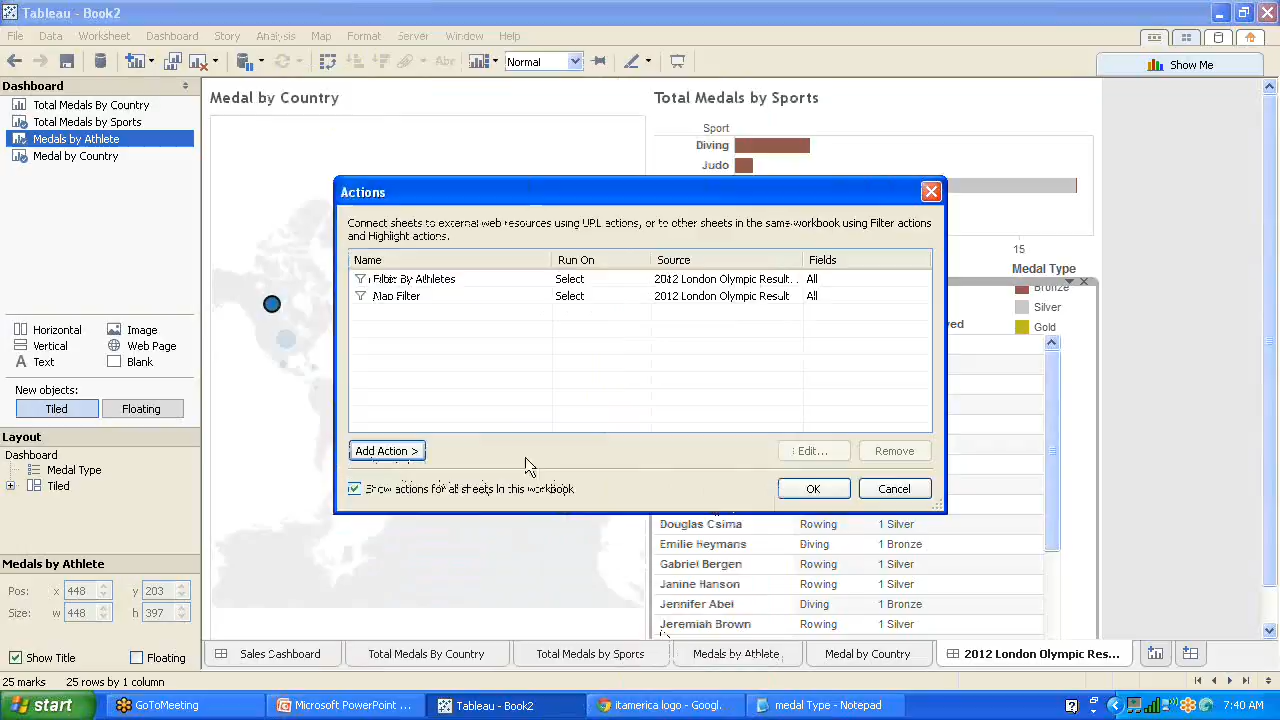 Tableau - Book2
File Data Worksheet Dashboard Story Analysis Map Format Server Window Help
Abc Normal
Show Me
Dashboard
Total Medals By Country
Total Medals by Sports
Medals by Athlete
Medal by Country
Horizontal Image
Vertical Web Page
A Text Blank
New objects:
Tiled Floating
Layout
Dashboard
Medal Type
Tiled
Medals by Athlete
Pos: x 448 y 203
Size: w 448 h 397
Show Title Floating
Medal by Country
Total Medals by Sports
Sport
Diving
Judo
15
Medal Type
Bronze
Silver
Gold
Actions
Connect sheets to external web resources using URL actions, or to other sheets in the same workbook using Filter actions
and Highlight actions.
Name Run On Source Fields
Filter By Athletes Select 2012 London Olympic Result... All
Map Filter Select 2012 London Olympic Result All
Add Action > Edit... Remove
Show actions for all sheets in this workbook OK Cancel
Douglas Csima Rowing 1 Silver
Emilie Heymans Diving 1 Bronze
Gabriel Bergen Rowing 1 Silver
Janine Hanson Rowing 1 Silver
Jennifer Abel Diving 1 Bronze
Jeremiah Brown Rowing 1 Silver
Sales Dashboard Total Medals By Country Total Medals by Sports Medals by Athlete Medal by Country 2012 London Olympic Res...
25 marks 25 rows by 1 column
start GoToMeeting Microsoft PowerPoint ... Tableau - Book2 itamerica logo - Googl... medal Type - Notepad 7:40 AM